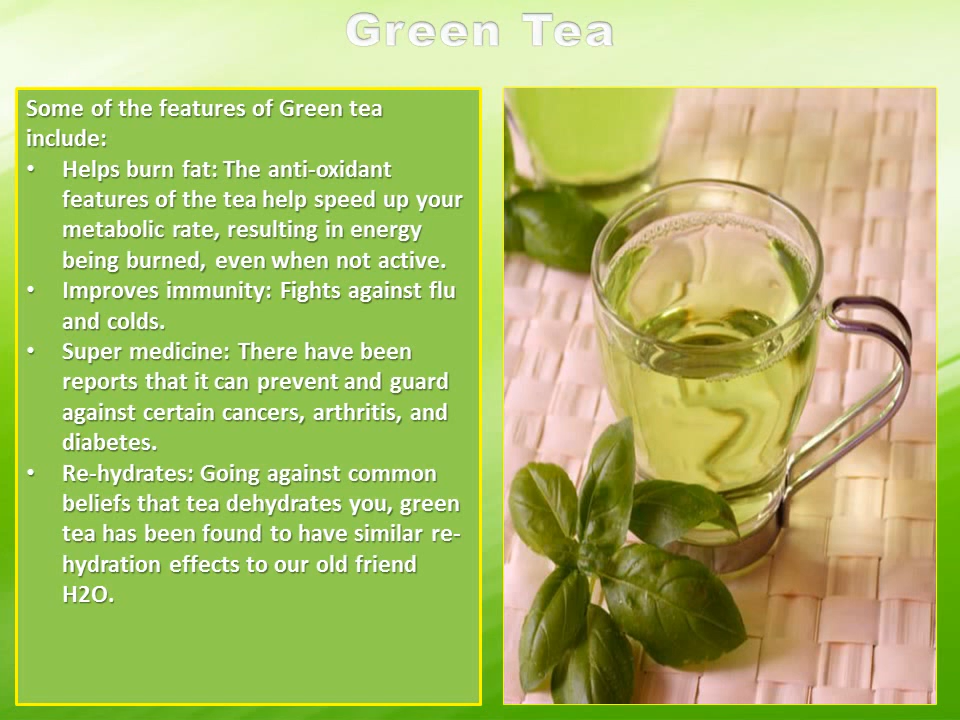 Green Tea
Some of the features of Green tea
include:
• Helps burn fat: The anti-oxidant
features of the tea help speed up your
metabolic rate, resulting in energy
being burned, even when not active.
• Improves immunity: Fights against flu
and colds.
• Super medicine: There have been
reports that it can prevent and guard
against certain cancers, arthritis, and
diabetes.
• Re-hydrates: Going against common
beliefs that tea dehydrates you, green
tea has been found to have similar re-
hydration effects to our old friend
H2O.